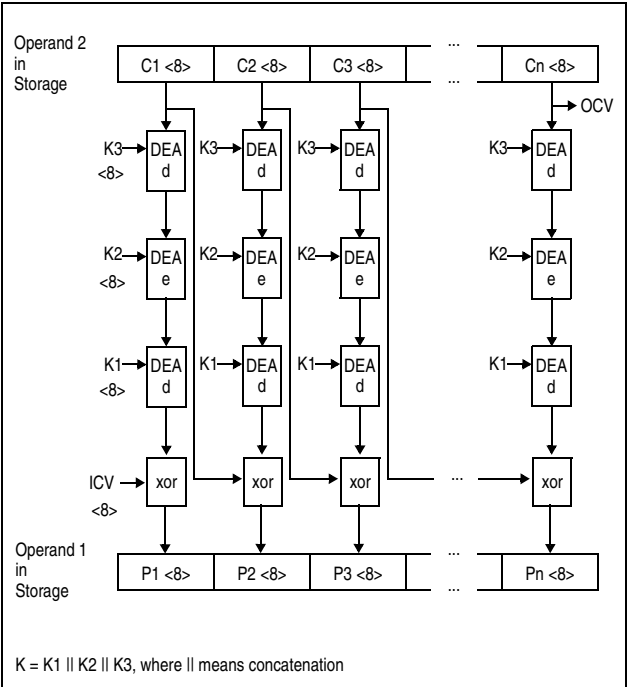 Operand 2
in
Storage
C1 <8> C2 <8> C3 <8> ... ... Cn <8>
OCV
K3 <8> DEA d K3 DEA d K3 DEA d K3 DEA d
K2 <8> DEA e K2 DEA e K2 DEA e K2 DEA e
K1 <8> DEA d K1 DEA d K1 DEA d K1 DEA d
ICV <8> xor xor xor ... xor
Operand 1
in
Storage
P1 <8> P2 <8> P3 <8> ... ... Pn <8>
K = K1 || K2 || K3, where || means concatenation